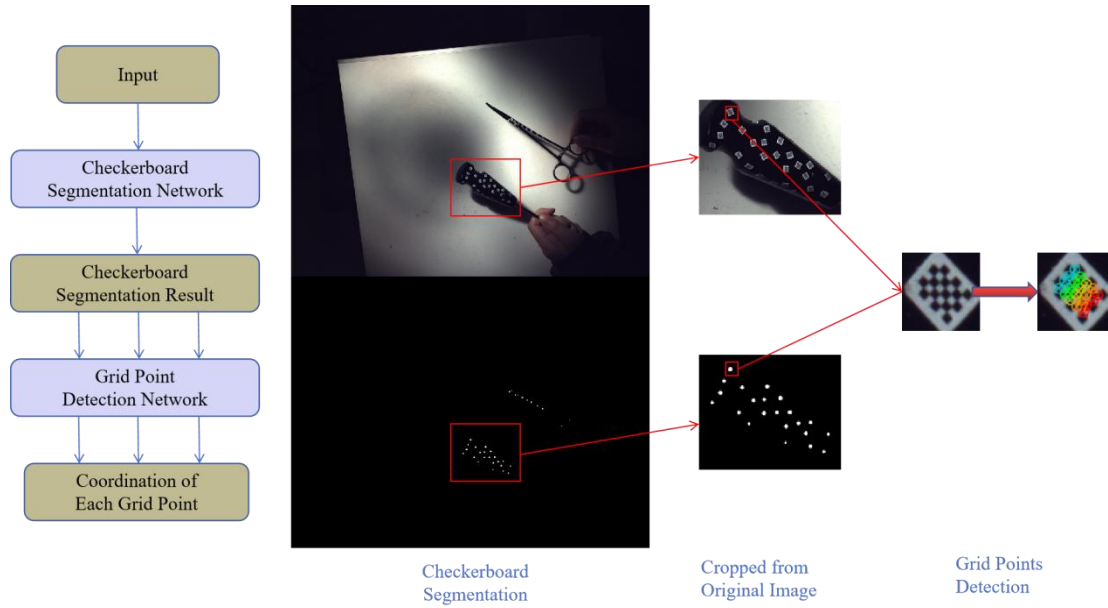 Input
Checkerboard
Segmentation Network
Checkerboard
Segmentation Result
Grid Point
Detection Network
Coordination of
Each Grid Point
Checkerboard
Segmentation
Cropped from
Original Image
Grid Points
Detection